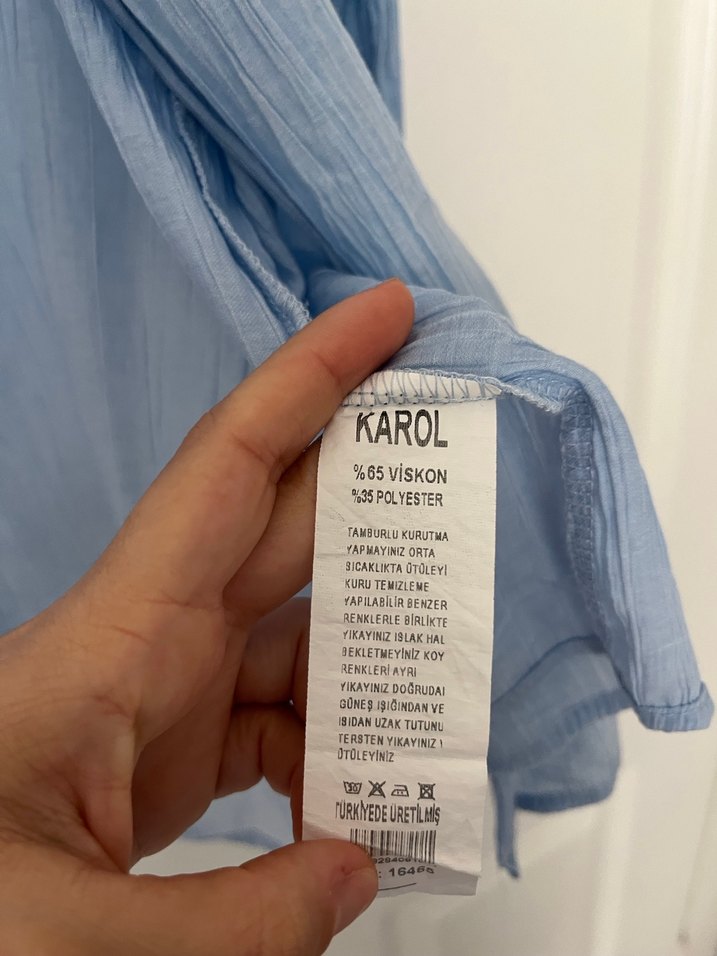 KAROL
%65 VİSKON
%35 POLYESTER
TAMBURLU KURUTMA
YAPMAYINIZ ORTA
SICAKLIKTA ÜTÜLEYİ
KURU TEMİZLEME
YAPILABİLİR BENZER
RENKLERLE BİRLİKTE
YIKAYINIZ ISLAK HAL
BEKLETMEYİNİZ KOY
RENKLERİ AYRI
YIKAYINIZ DOĞRUDAI
GÜNEŞ IŞIĞINDAN VE
ISIDAN UZAK TUTUNU
TERSTEN YIKAYINIZ
ÜTÜLEYİNİZ
TÜRKİYEDE ÜRETİLMİŞ
: 16465